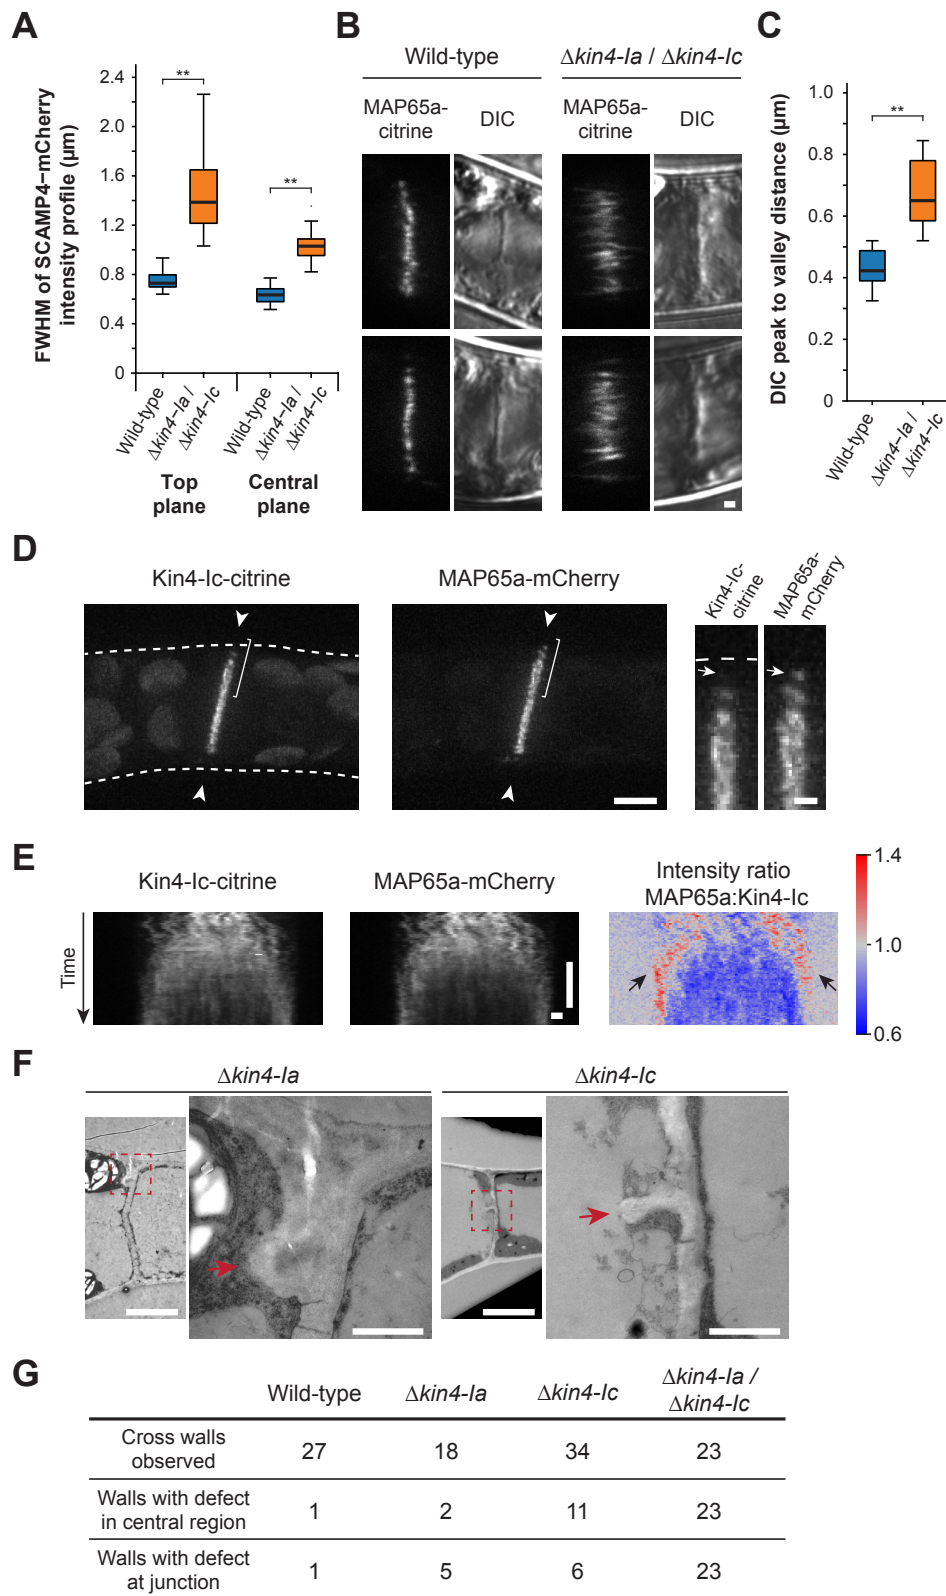 A
FWHM of SCAMP4–mCherry
intensity profile (µm)
2.4
2.0
1.6
1.2
0.8
0.4
0
**
**
Wild-type
Δkin4–Ia /
Δkin4–Ic
Wild-type
Δkin4–Ia /
Δkin4–Ic
Top
plane
Central
plane
B
Wild-type
Δkin4-Ia / Δkin4-Ic
MAP65a-
citrine
DIC
MAP65a-
citrine
DIC
C
DIC peak to valley distance (µm)
1.0
0.8
0.6
0.4
0.2
0
**
Wild-type
Δkin4–Ia /
Δkin4–Ic
D
Kin4-Ic-citrine
MAP65a-mCherry
Kin4-Ic-
citrine
MAP65a-
mCherry
E
Kin4-Ic-citrine
MAP65a-mCherry
Intensity ratio
MAP65a:Kin4-Ic
Time
1.4
1.0
0.6
F
Δkin4-Ia
Δkin4-Ic
G
Wild-type Δkin4-Ia Δkin4-Ic Δkin4-Ia /
Δkin4-Ic
Cross walls
observed
27 18 34 23
Walls with defect
in central region
1 2 11 23
Walls with defect
at junction
1 5 6 23